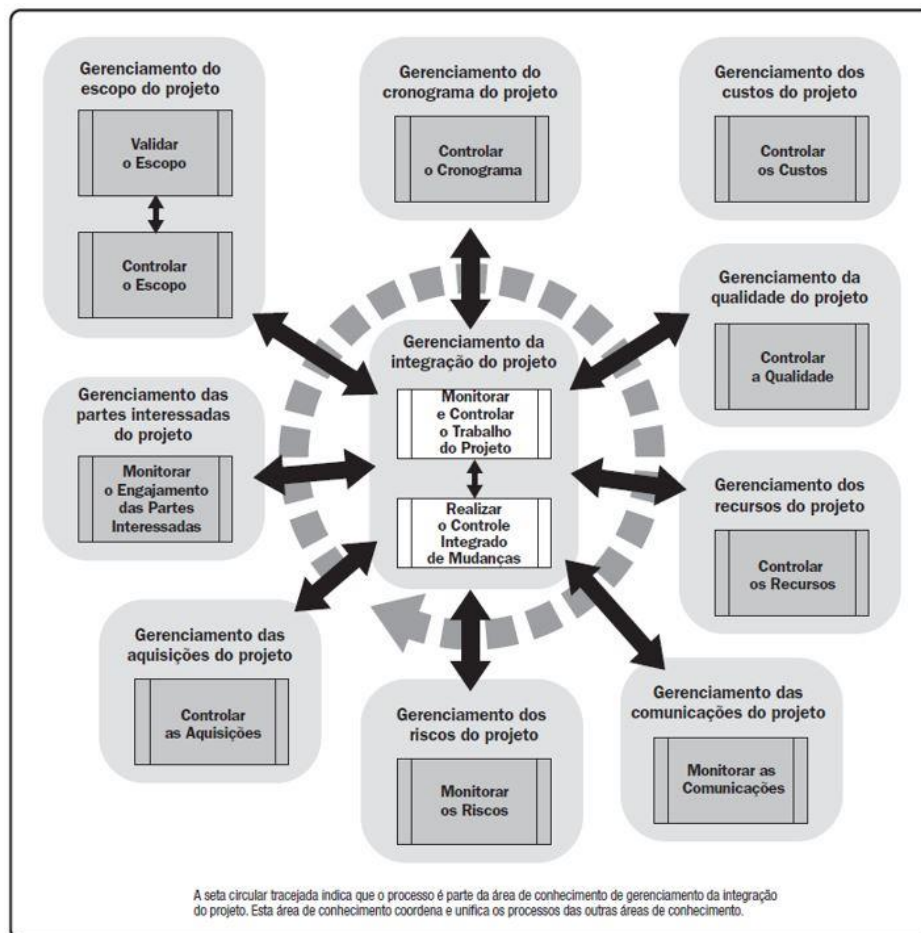 Gerenciamento do
escopo do projeto
Validar
o Escopo
Controlar
o Escopo
Gerenciamento do
cronograma do projeto
Controlar
o Cronograma
Gerenciamento dos
custos do projeto
Controlar
os Custos
Gerenciamento da
qualidade do projeto
Controlar
a Qualidade
Gerenciamento da
integração do projeto
Monitorar
e Controlar
o Trabalho
do Projeto
Realizar
o Controle
Integrado
de Mudanças
Gerenciamento das
partes interessadas
do projeto
Monitorar
o Engajamento
das Partes
Interessadas
Gerenciamento dos
recursos do projeto
Controlar
os Recursos
Gerenciamento das
aquisições do projeto
Controlar
as Aquisições
Gerenciamento dos
riscos do projeto
Monitorar
os Riscos
Gerenciamento das
comunicações do projeto
Monitorar as
Comunicações
A seta circular tracejada indica que o processo é parte da área de conhecimento de gerenciamento da integração
do projeto. Esta área de conhecimento coordena e unifica os processos das outras áreas de conhecimento.